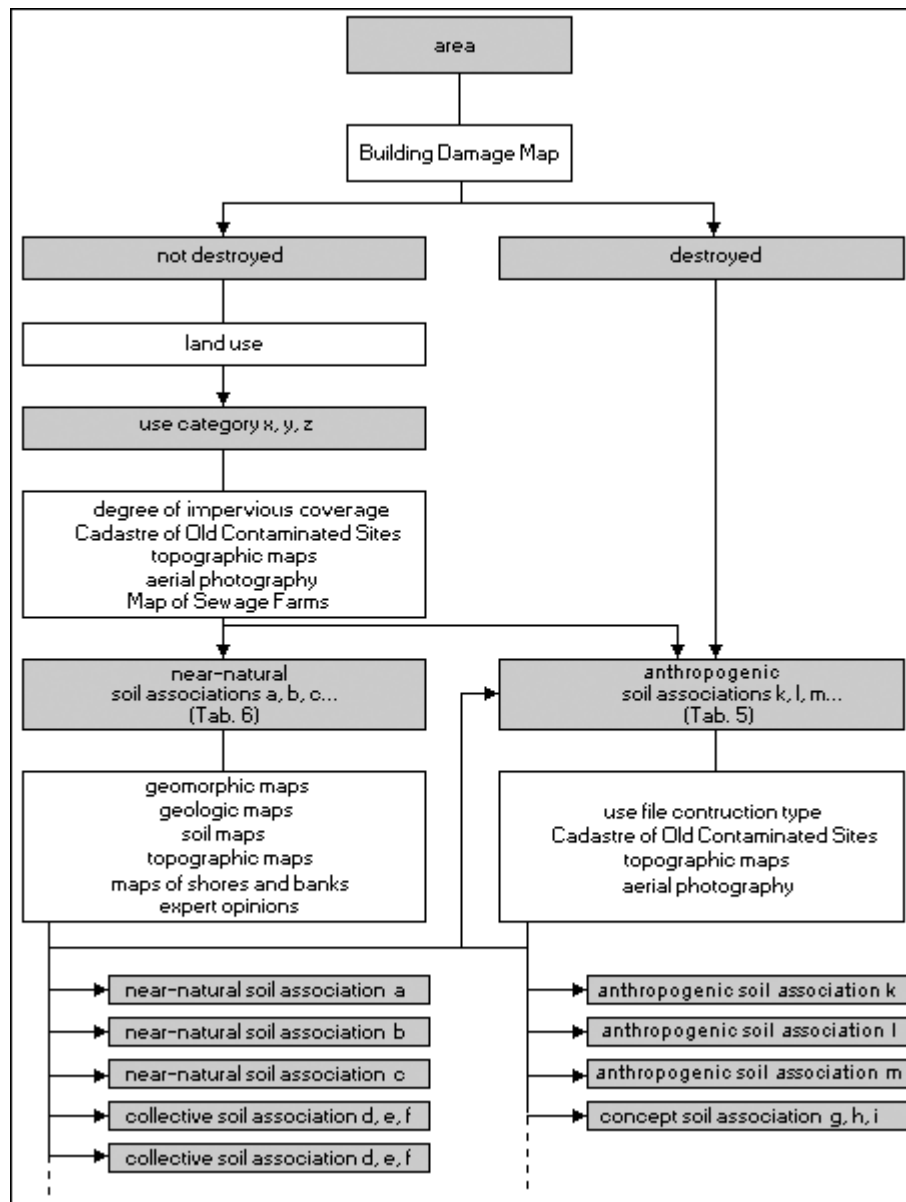 area
Building Damage Map
not destroyed
destroyed
land use
use category x, y, z
degree of impervious coverage
Cadastre of Old Contaminated Sites
topographic maps
aerial photography
Map of Sewage Farms
near-natural
soil associations a, b, c...
(Tab. 6)
anthropogenic
soil associations k, l, m...
(Tab. 5)
geomorphic maps
geologic maps
soil maps
topographic maps
maps of shores and banks
expert opinions
use file contruction type
Cadastre of Old Contaminated Sites
topographic maps
aerial photography
near-natural soil association a
near-natural soil association b
near-natural soil association c
collective soil association d, e, f
collective soil association d, e, f
anthropogenic soil association k
anthropogenic soil association l
anthropogenic soil association m
concept soil association g, h, i